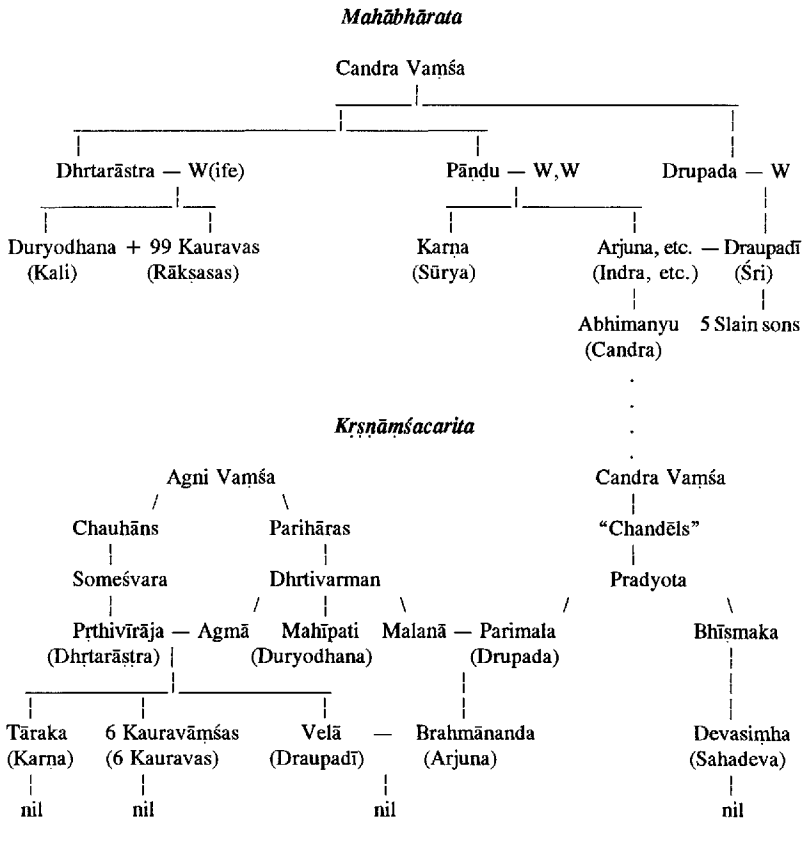 Mahābhārata
Candra Vaṃśa
Dhrtarāstra — W(ife) Pāṇḍu — W,W Drupada — W
Duryodhana + 99 Kauravas Karṇa Arjuna, etc. — Draupadī
(Kali) (Rākṣasas) (Sūrya) (Indra, etc.) (Śri)
Abhimanyu 5 Slain sons
(Candra)
Kṛṣṇāṃśacarita
Agni Vaṃśa Candra Vaṃśa
Chauhāns Parihāras “Chandēls”
Someśvara Dhrtivarman Pradyota
Pṛthivīrāja — Agmā Mahīpati Malanā — Parimala Bhīṣmaka
(Dhṛtarāṣṭra) (Duryodhana) (Drupada)
Tāraka 6 Kauravāṃśas Velā — Brahmānanda Devasiṃha
(Karṇa) (6 Kauravas) (Draupadī) (Arjuna) (Sahadeva)
nil nil nil nil